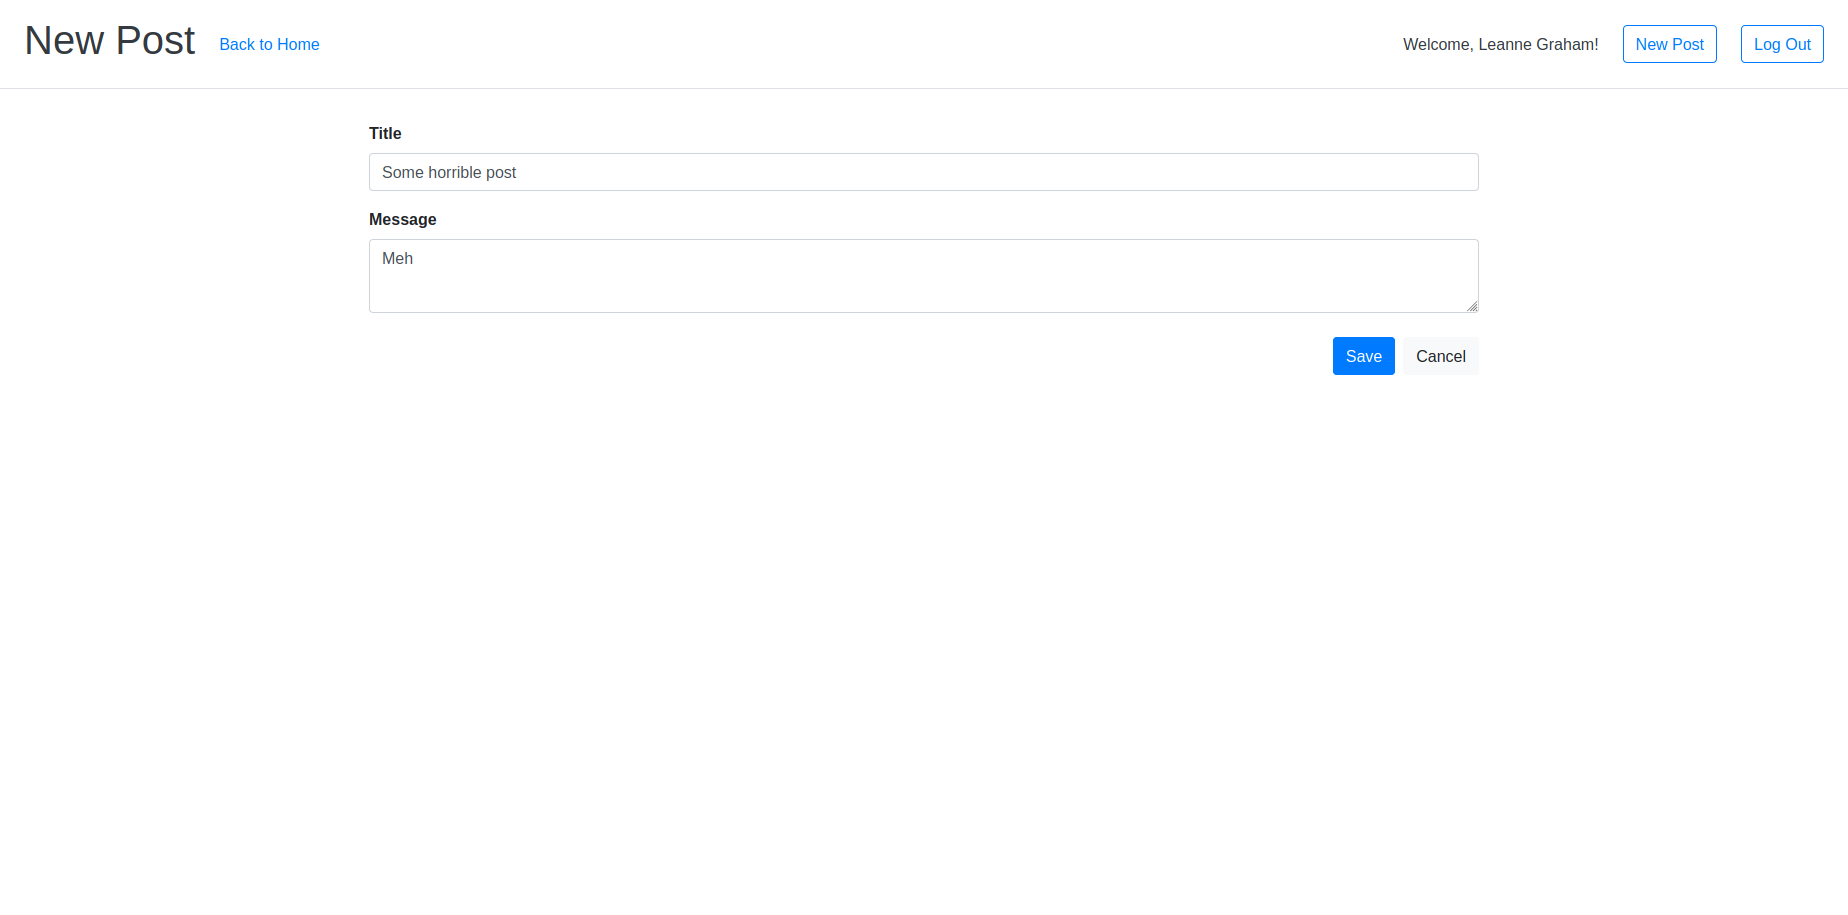 New Post Back to Home Welcome, Leanne Graham! New Post Log Out
Title
Some horrible post
Message
Meh
Save Cancel